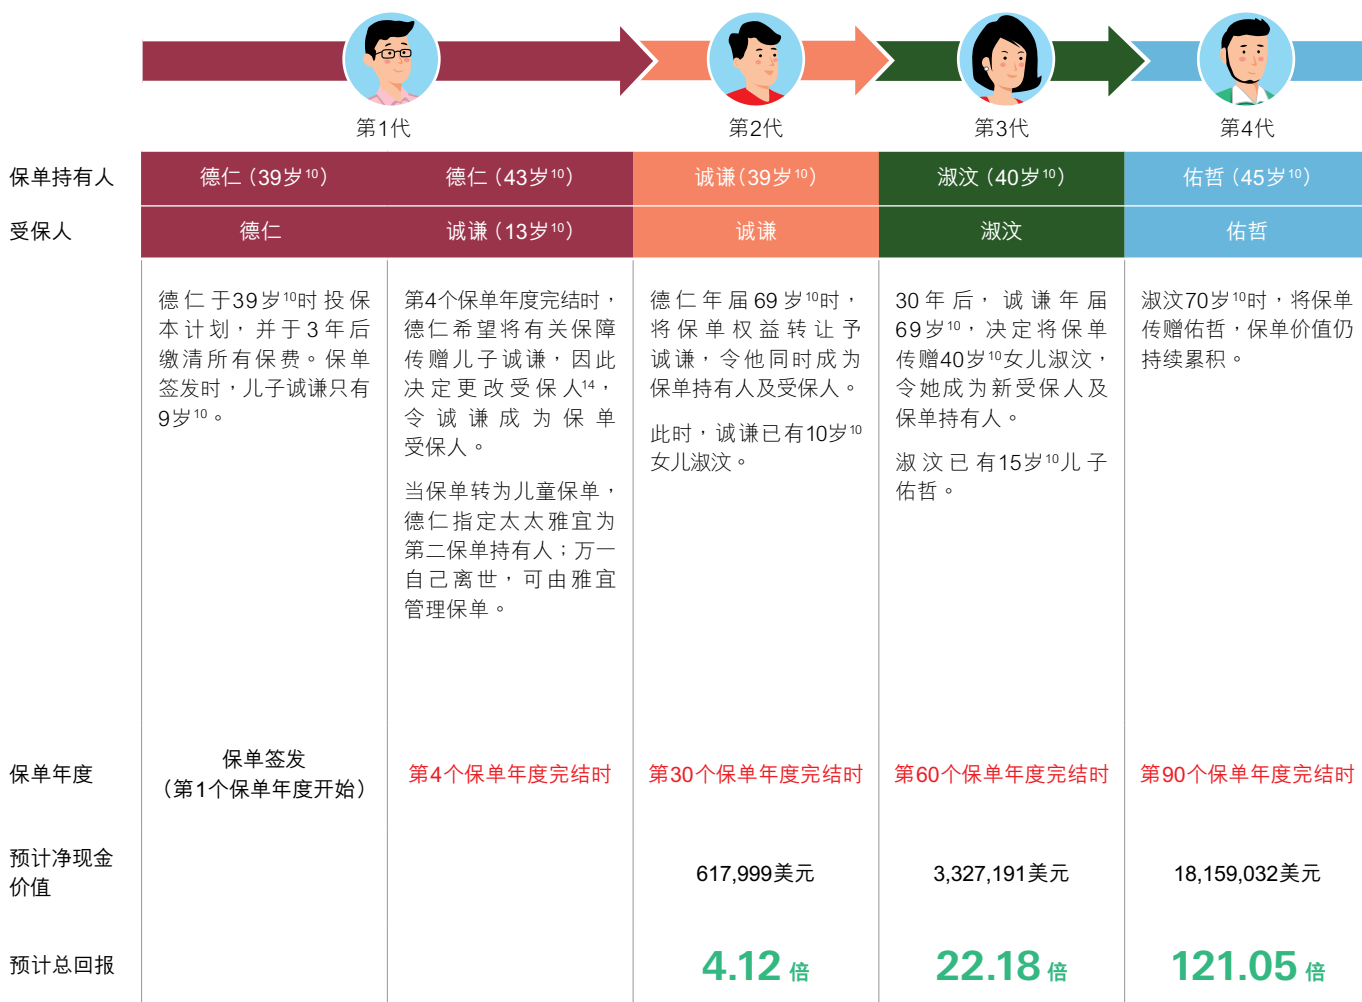 第1代
第2代
第3代
第4代
保单持有人
德仁（39岁¹⁰）
德仁（43岁¹⁰）
诚谦（39岁¹⁰）
淑汶（40岁¹⁰）
佑哲（45岁¹⁰）
受保人
德仁
诚谦（13岁¹⁰）
诚谦
淑汶
佑哲
德仁于39岁¹⁰时投保
本计划，并于3年后
缴清所有保费。保单
签发时，儿子诚谦只有
9岁¹⁰。
第4个保单年度完结时，
德仁希望将有关保障
传赠儿子诚谦，因此
决定更改受保人¹⁴，
令诚谦成为保单
受保人。
当保单转为儿童保单，
德仁指定太太雅宜为
第二保单持有人；万一
自己离世，可由雅宜
管理保单。
德仁年届69岁¹⁰时，
将保单权益转让予
诚谦，令他同时成为
保单持有人及受保人。
此时，诚谦已有10岁¹⁰
女儿淑汶。
30年后，诚谦年届
69岁¹⁰，决定将保单
传赠40岁¹⁰女儿淑汶，
令她成为新受保人及
保单持有人。
淑汶已有15岁¹⁰儿子
佑哲。
淑汶70岁¹⁰时，将保单
传赠佑哲，保单价值仍
持续累积。
保单年度
保单签发
（第1个保单年度开始）
第4个保单年度完结时
第30个保单年度完结时
第60个保单年度完结时
第90个保单年度完结时
预计净现金
价值
617,999美元
3,327,191美元
18,159,032美元
预计总回报
4.12 倍
22.18 倍
121.05 倍